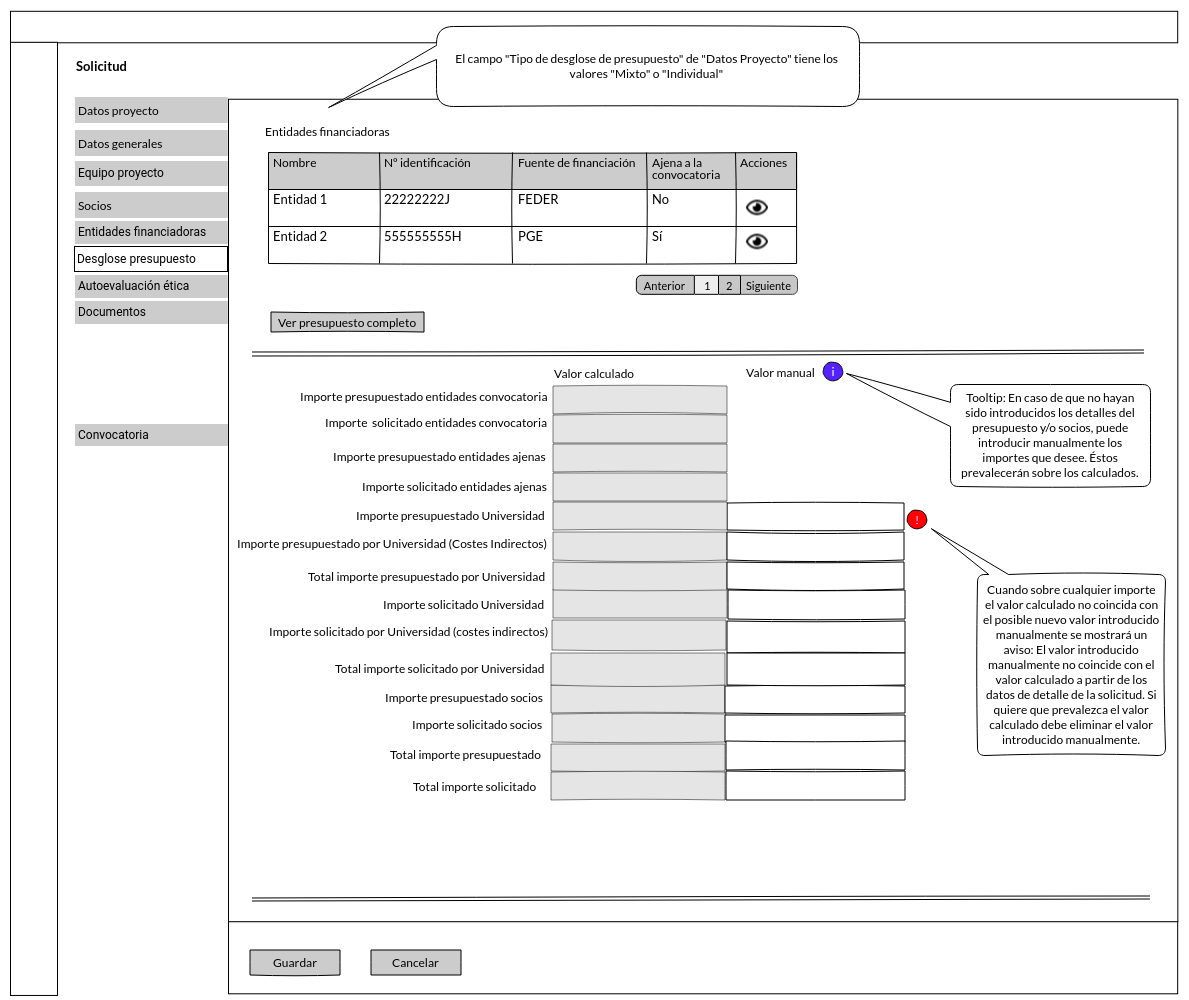 El campo "Tipo de desglose de presupuesto" de "Datos Proyecto" tiene los
valores "Mixto" o "Individual"
Solicitud
Datos proyecto
Datos generales
Equipo proyecto
Socios
Entidades financiadoras
Desglose presupuesto
Autoevaluación ética
Documentos
Convocatoria
Entidades financiadoras
Nombre Nº identificación Fuente de financiación Ajena a la convocatoria Acciones
Entidad 1 22222222J FEDER No
Entidad 2 555555555H PGE Sí
Anterior 1 2 Siguiente
Ver presupuesto completo
Valor calculado Valor manual i
Importe presupuestado entidades convocatoria
Importe solicitado entidades convocatoria
Importe presupuestado entidades ajenas
Importe solicitado entidades ajenas
Importe presupuestado Universidad !
Importe presupuestado por Universidad (Costes Indirectos)
Total importe presupuestado por Universidad
Importe solicitado Universidad
Importe solicitado por Universidad (costes indirectos)
Total importe solicitado por Universidad
Importe presupuestado socios
Importe solicitado socios
Total importe presupuestado
Total importe solicitado
Tooltip: En caso de que no hayan
sido introducidos los detalles del
presupuesto y/o socios, puede
introducir manualmente los
importes que desee. Éstos
prevalecerán sobre los calculados.
Cuando sobre cualquier importe
el valor calculado no coincida con
el posible nuevo valor introducido
manualmente se mostrará un
aviso: El valor introducido
manualmente no coincide con el
valor calculado a partir de los
datos de detalle de la solicitud. Si
quiere que prevalezca el valor
calculado debe eliminar el valor
introducido manualmente.
Guardar Cancelar